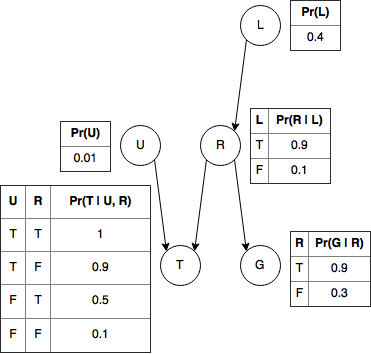 L
Pr(L)
0.4
Pr(U)
0.01
U
R
L Pr(R | L)
T 0.9
F 0.1
U R Pr(T | U, R)
T T 1
T F 0.9
F T 0.5
F F 0.1
T
G
R Pr(G | R)
T 0.9
F 0.3